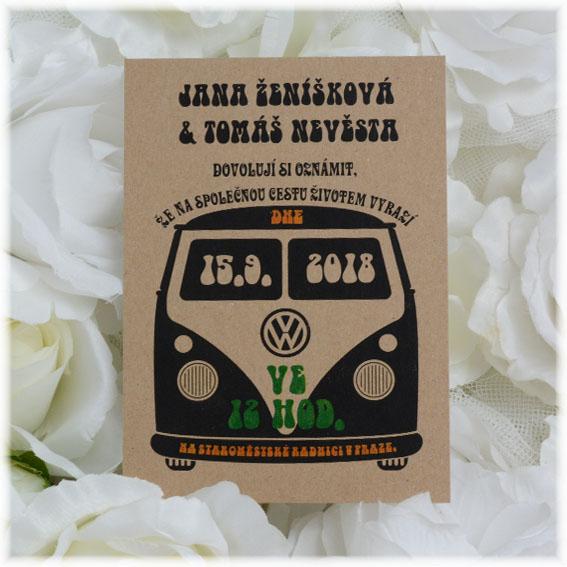 JANA ŽENÍŠKOVÁ
& TOMÁŠ NEVĚSTA
DOVOLUJÍ SI OZNÁMIT,
ŽE NA SPOLEČNOU CESTU ŽIVOTEM VYRAZÍ
DNE
15.9. 2018
VW
VE
12 HOD.
NA STAROMĚSTSKÉ RADNICI V PRAZE.